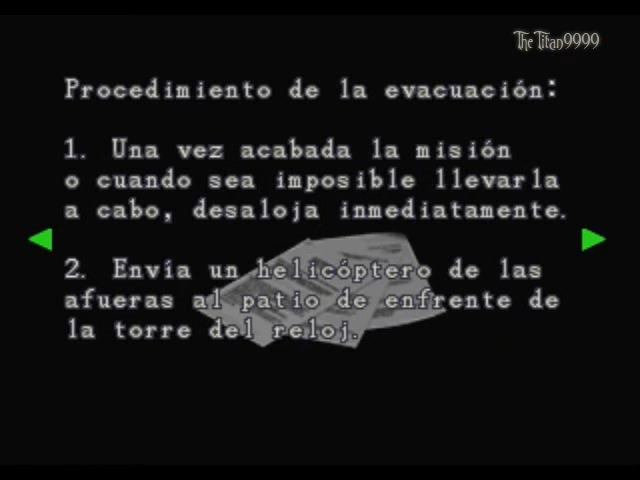 The Titan9999
Procedimiento de la evacuación:
1. Una vez acabada la misión
o cuando sea imposible llevarla
a cabo, desaloja inmediatamente.
2. Envía un helicóptero de las
afueras al patio de enfrente de
la torre del reloj.